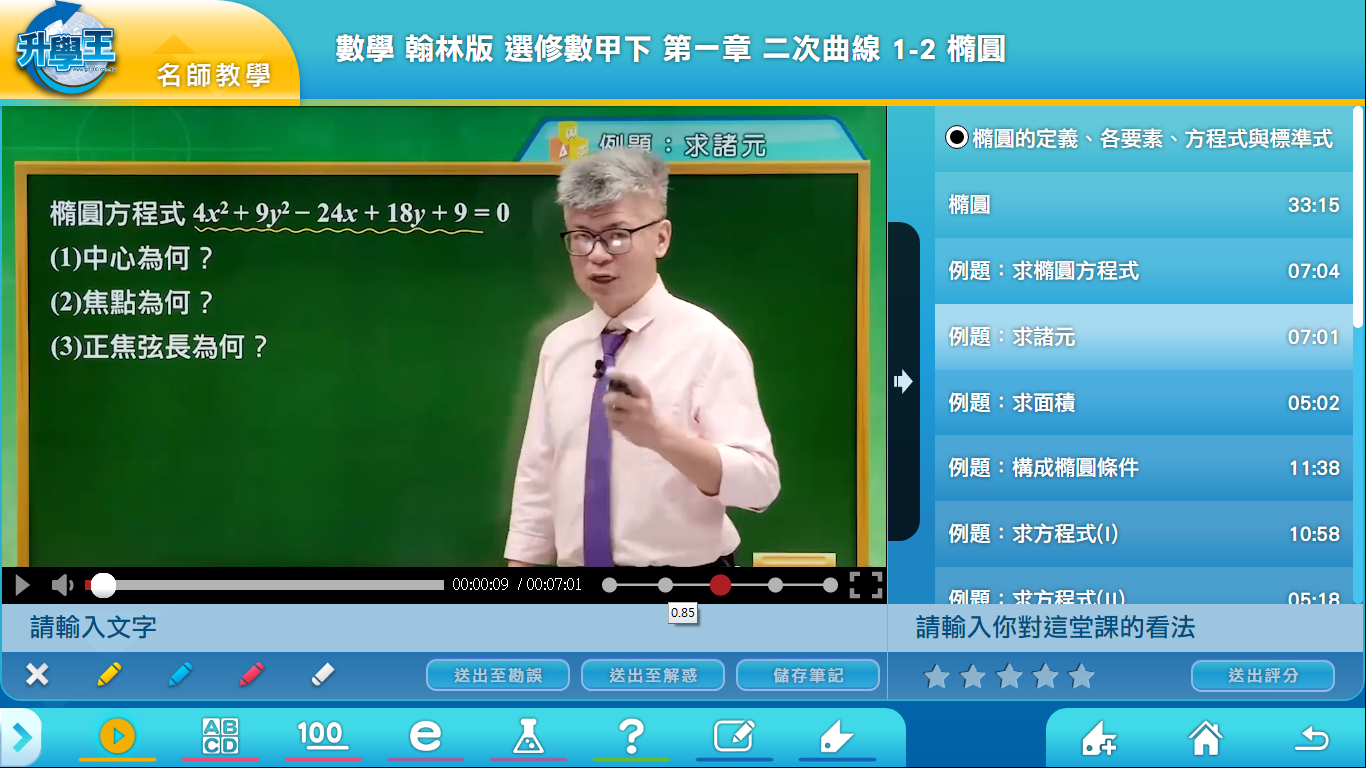 升學王
名師教學
數學 翰林版 選修數甲下 第一章 二次曲線 1-2 橢圓
例題：求諸元
橢圓方程式 4x² + 9y² − 24x + 18y + 9 = 0
(1)中心為何？
(2)焦點為何？
(3)正焦弦長為何？
00:00:09 / 00:07:01
0.85
橢圓的定義、各要素、方程式與標準式
橢圓 33:15
例題：求橢圓方程式 07:04
例題：求諸元 07:01
例題：求面積 05:02
例題：構成橢圓條件 11:38
例題：求方程式(I) 10:58
例題：求方程式(II) 05:18
請輸入文字
請輸入你對這堂課的看法
送出至勘誤
送出至解惑
儲存筆記
送出評分
AB
CD
100
e
?